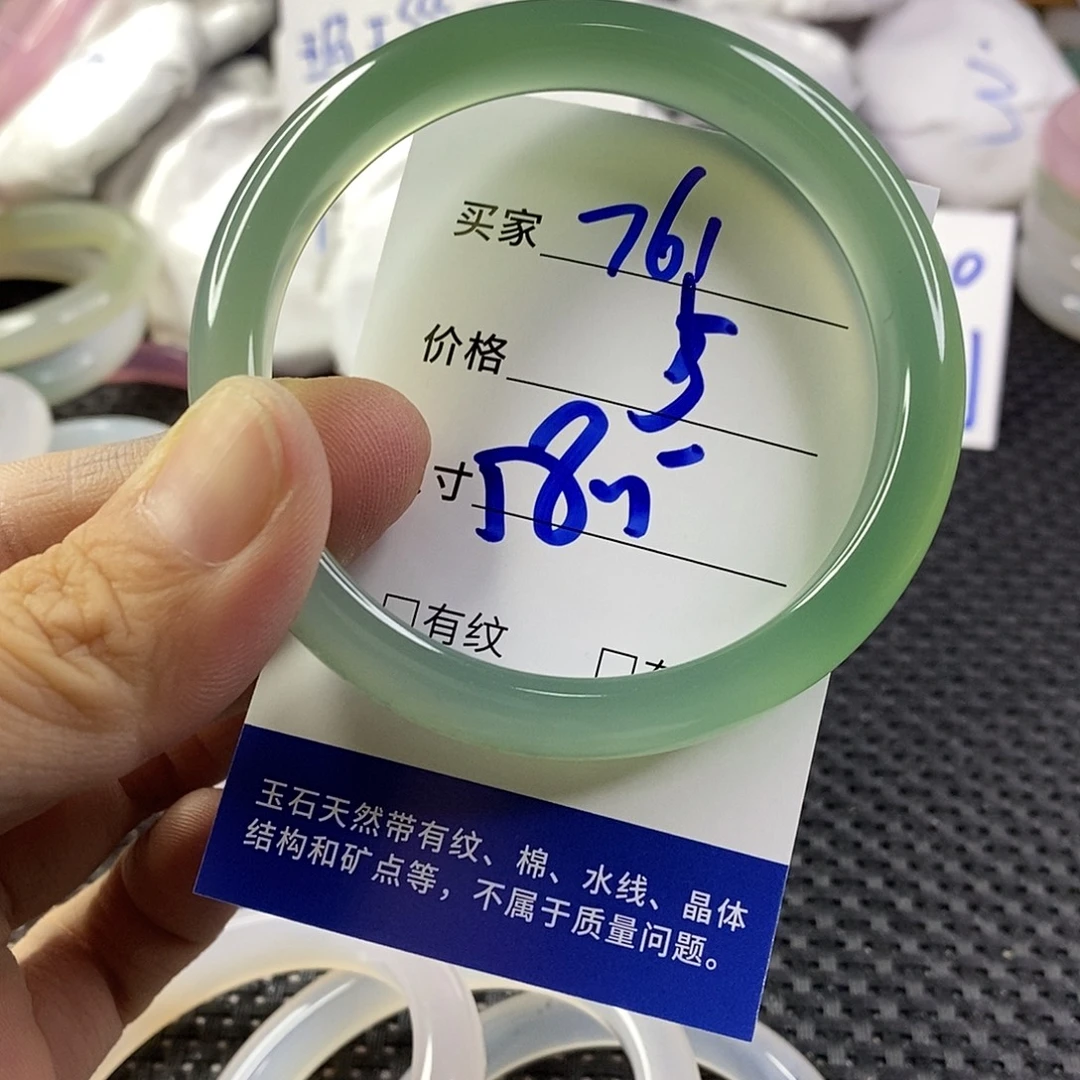 买家 761
价格 5
寸 58
□有纹 □
玉石天然带有纹、棉、水线、晶体
结构和矿点等，不属于质量问题。